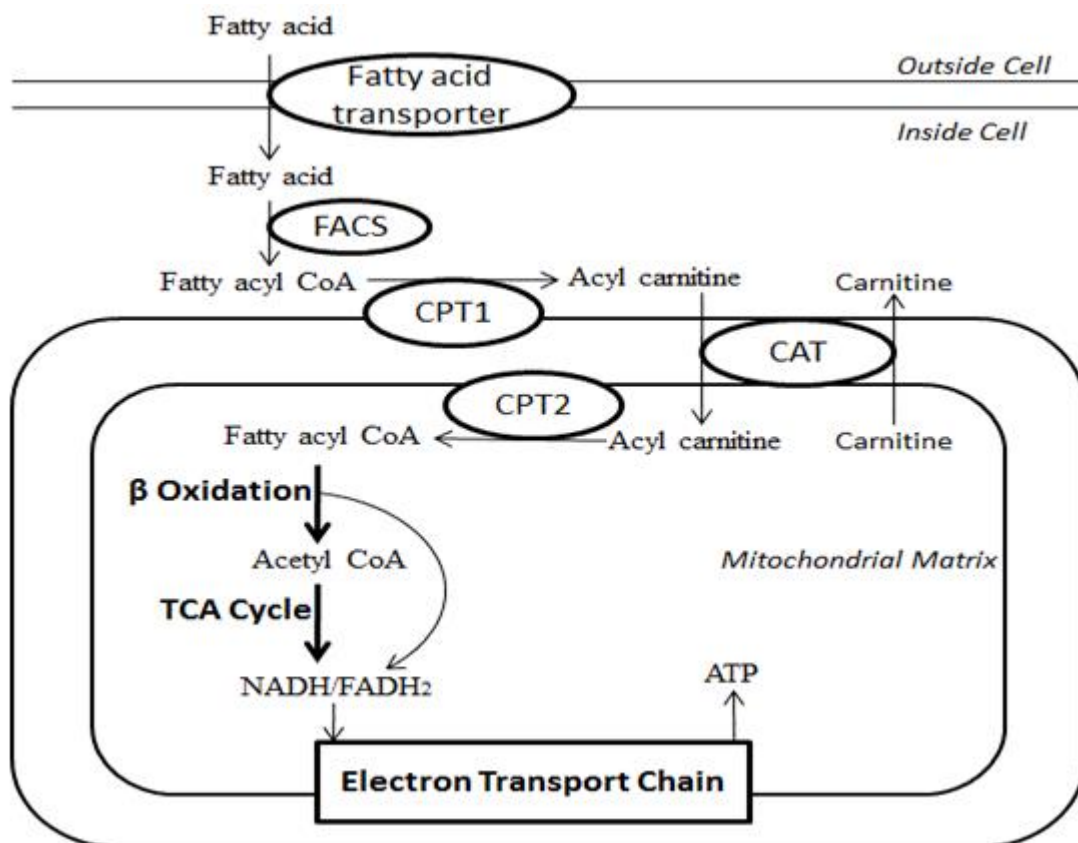 Fatty acid
Outside Cell
Fatty acid
transporter
Inside Cell
Fatty acid
FACS
Fatty acyl CoA
Acyl carnitine
Carnitine
CPT1
CAT
CPT2
Fatty acyl CoA
Acyl carnitine
Carnitine
β Oxidation
Acetyl CoA
Mitochondrial Matrix
TCA Cycle
NADH/FADH₂
ATP
Electron Transport Chain